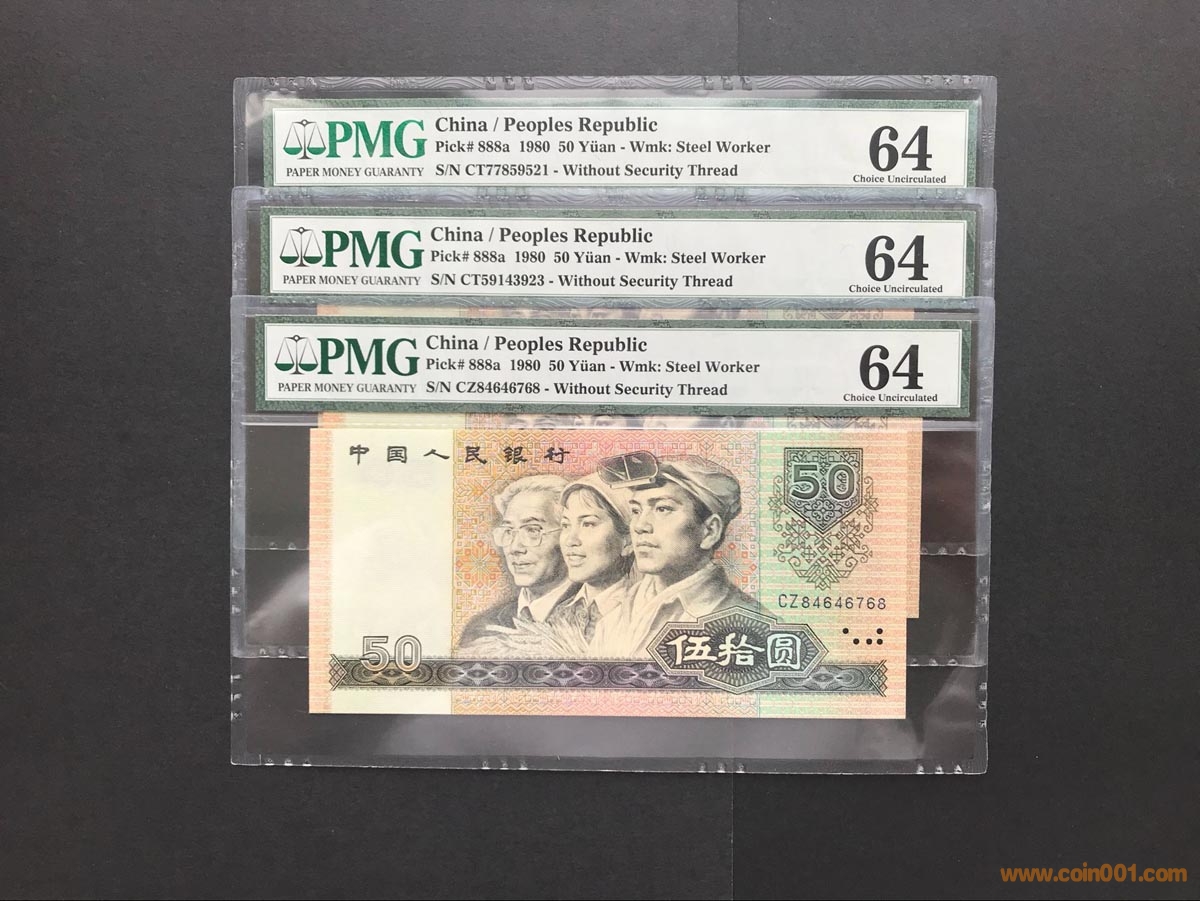 PMG
PAPER MONEY GUARANTY
China / Peoples Republic
Pick# 888a 1980 50 Yüan - Wmk: Steel Worker
S/N CT77859521 - Without Security Thread
64
Choice Uncirculated
PMG
PAPER MONEY GUARANTY
China / Peoples Republic
Pick# 888a 1980 50 Yüan - Wmk: Steel Worker
S/N CT59143923 - Without Security Thread
64
Choice Uncirculated
PMG
PAPER MONEY GUARANTY
China / Peoples Republic
Pick# 888a 1980 50 Yüan - Wmk: Steel Worker
S/N CZ84646768 - Without Security Thread
64
Choice Uncirculated
中国人民银行
50
CZ84646768
50
伍拾圆
www.coin001.com